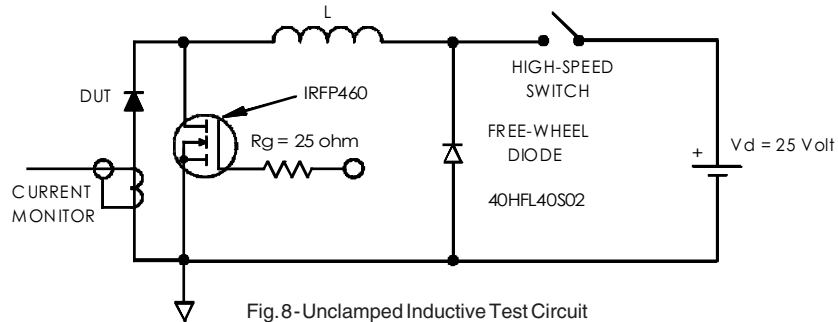 L
DUT
IRFP460
Rg = 25 ohm
CURRENT
MONITOR
HIGH-SPEED
SWITCH
FREE-WHEEL
DIODE
40HFL40S02
+
Vd = 25 Volt
Fig. 8 - Unclamped Inductive Test Circuit